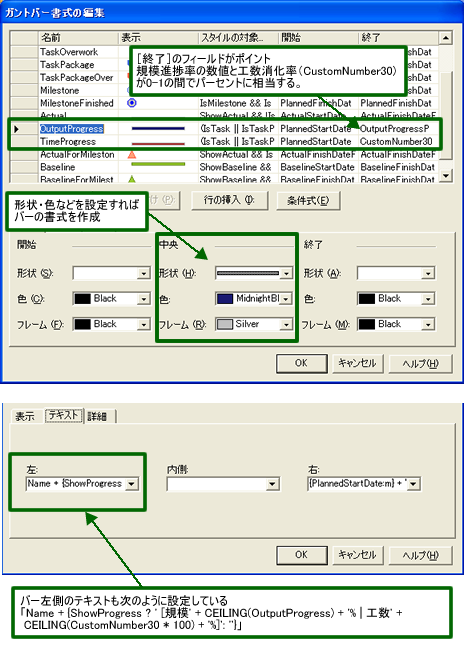 ガントバー書式の編集
名前 表示 スタイルの対象.. 開始 終了
TaskOverwork
TaskPackage
TaskPackageOver
Milestone
［終了］のフィールドがポイント
規模進捗率の数値と工数消化率（CustomNumber30）
が0-1の間でパーセントに相当する。
MilestoneFinished IsMilestone && Is PlannedFinishDat PlannedFinishDat
OutputProgress (IsTask || IsTaskP PlannedStartDate OutputProgressP
TimeProgress (IsTask || IsTaskP PlannedStartDate CustomNumber30
ActualForMileston ShowActual && Is ActualFinishDat ActualFinishDat
Baseline ShowBaseline && BaselineStartDate BaselineFinishDat
BaselineForMilest ShowBaseline && BaselineFinishDat BaselineFinishDat
形状・色などを設定すれば
バーの書式を作成
行の挿入 (I): 条件式(E)
開始 中央 終了
形状 (S): 形状 (H): 形状 (A):
色 (C): Black 色: MidnightBl 色: Black
フレーム (F): Black フレーム (R): Silver フレーム (M): Black
OK キャンセル ヘルプ(H)
表示 テキスト 詳細
左: 内側: 右:
Name + {ShowProgress {PlannedStartDate:m} + '
OK キャンセル ヘルプ(H)
バー左側のテキストも次のように設定している
「Name + {ShowProgress ? ' [規模' + CEILING(OutputProgress) + '% | 工数' +
CEILING(CustomNumber30 * 100) + '%]': ''}」